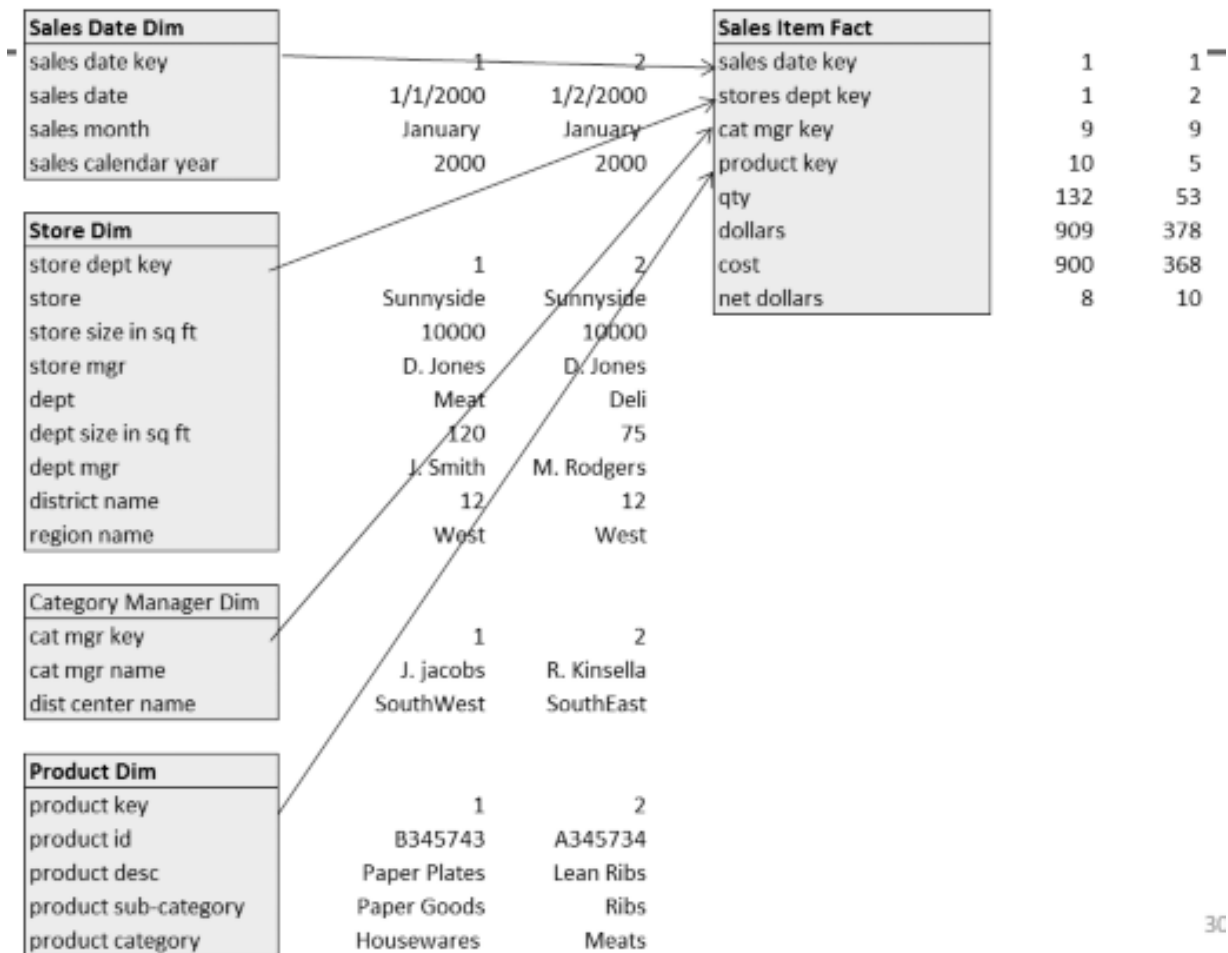 Sales Date Dim
sales date key 1 2
sales date 1/1/2000 1/2/2000
sales month January January
sales calendar year 2000 2000
Store Dim
store dept key 1 2
store Sunnyside Sunnyside
store size in sq ft 10000 10000
store mgr D. Jones D. Jones
dept Meat Deli
dept size in sq ft 120 75
dept mgr J. Smith M. Rodgers
district name 12 12
region name West West
Category Manager Dim
cat mgr key 1 2
cat mgr name J. jacobs R. Kinsella
dist center name SouthWest SouthEast
Product Dim
product key 1 2
product id B345743 A345734
product desc Paper Plates Lean Ribs
product sub-category Paper Goods Ribs
product category Housewares Meats
Sales Item Fact
sales date key 1 1
stores dept key 1 2
cat mgr key 9 9
product key 10 5
qty 132 53
dollars 909 378
cost 900 368
net dollars 8 10
30